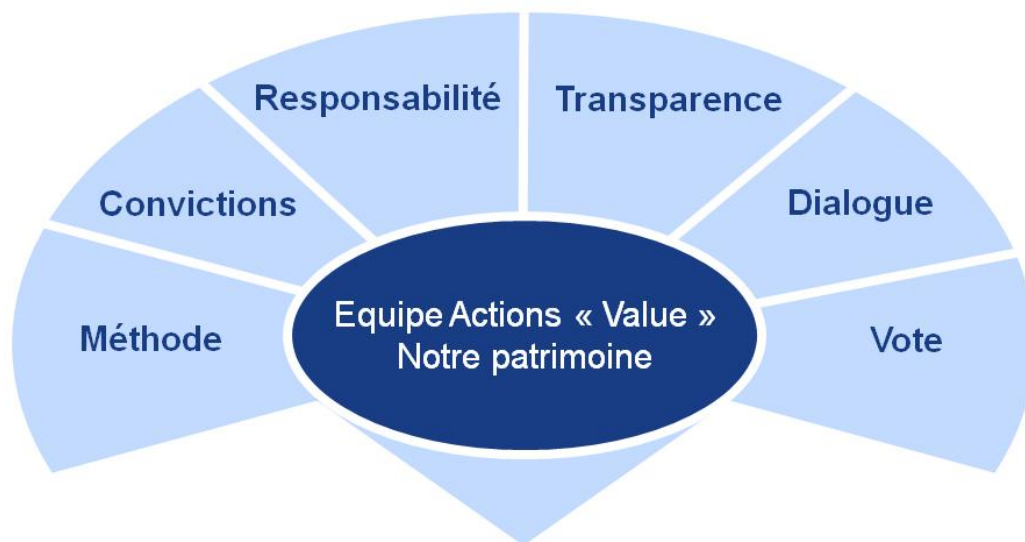 Responsabilité
Transparence
Convictions
Dialogue
Méthode
Equipe Actions « Value »
Notre patrimoine
Vote